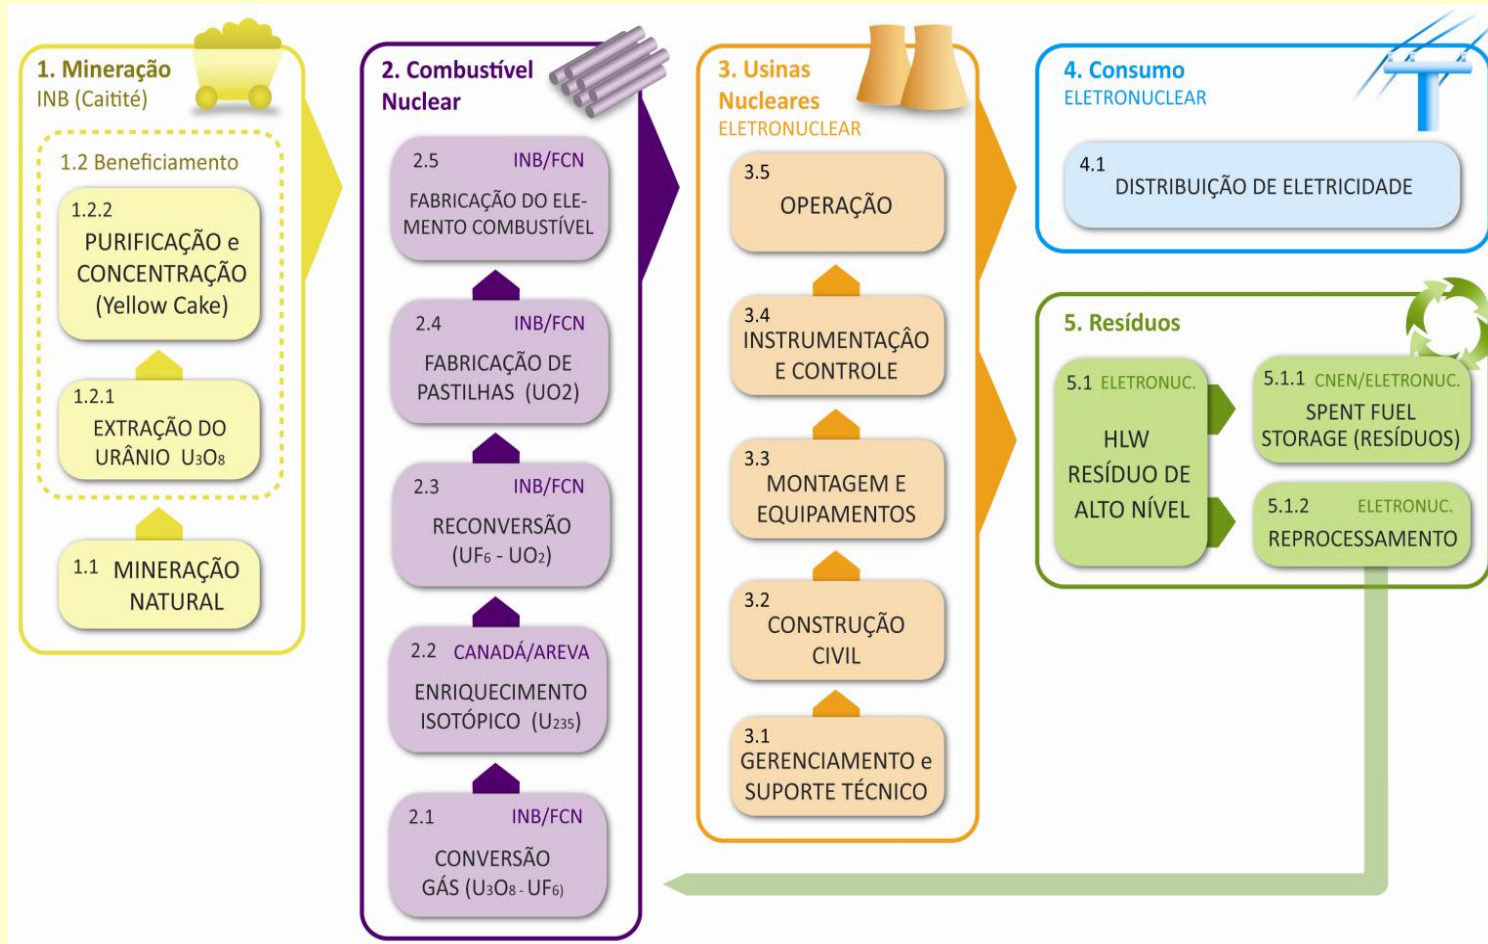 1. Mineração
INB (Caitité)
1.2 Beneficiamento
1.2.2
PURIFICAÇÃO e
CONCENTRAÇÃO
(Yellow Cake)
1.2.1
EXTRAÇÃO DO
URÂNIO U₃O₈
1.1 MINERAÇÃO
NATURAL
2. Combustível
Nuclear
2.5 INB/FCN
FABRICAÇÃO DO ELE-
MENTO COMBUSTÍVEL
2.4 INB/FCN
FABRICAÇÃO DE
PASTILHAS (UO2)
2.3 INB/FCN
RECONVERSÃO
(UF₆ - UO₂)
2.2 CANADÁ/AREVA
ENRIQUECIMENTO
ISOTÓPICO (U₂₃₅)
2.1 INB/FCN
CONVERSÃO
GÁS (U₃O₈ - UF₆)
3. Usinas
Nucleares
ELETRONUCLEAR
3.5
OPERAÇÃO
3.4
INSTRUMENTAÇÂO
E CONTROLE
3.3
MONTAGEM E
EQUIPAMENTOS
3.2
CONSTRUÇÃO
CIVIL
3.1
GERENCIAMENTO e
SUPORTE TÉCNICO
4. Consumo
ELETRONUCLEAR
4.1
DISTRIBUIÇÃO DE ELETRICIDADE
5. Resíduos
5.1 ELETRONUC.
HLW
RESÍDUO DE
ALTO NÍVEL
5.1.1 CNEN/ELETRONUC.
SPENT FUEL
STORAGE (RESÍDUOS)
5.1.2 ELETRONUC.
REPROCESSAMENTO